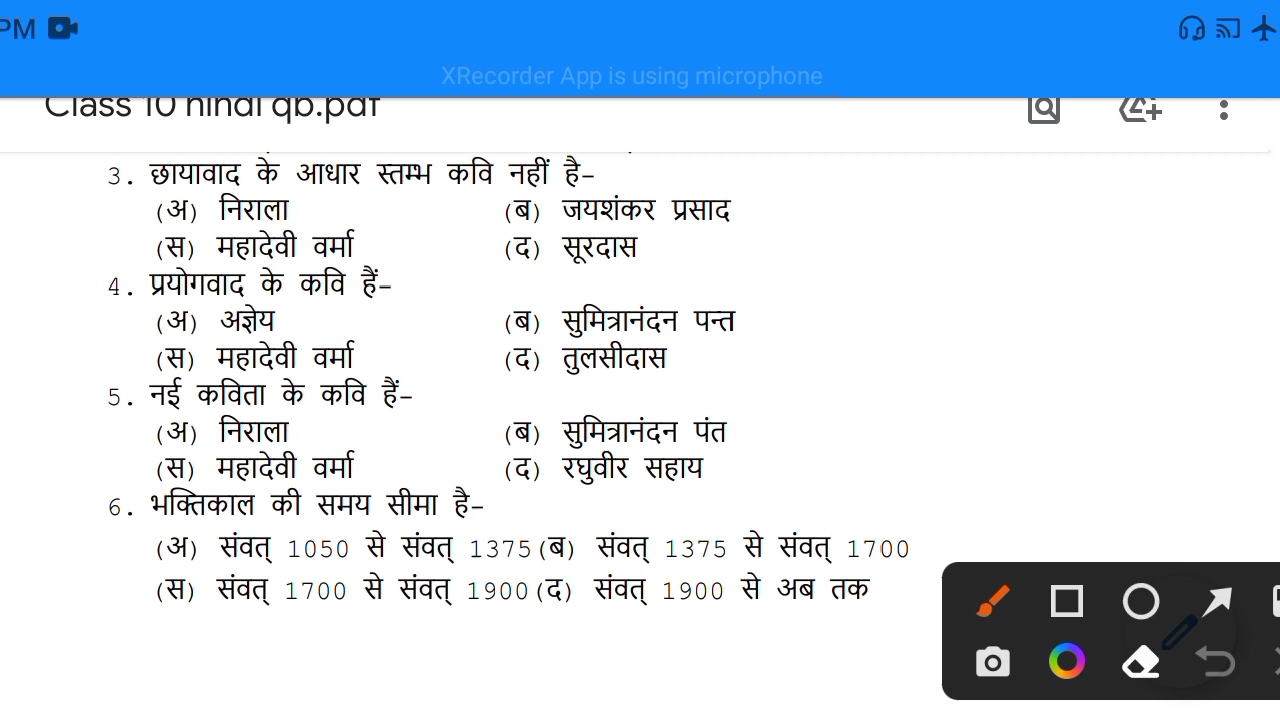 PM
XRecorder App is using microphone
Class 10 hindi qb.pdf
3. छायावाद के आधार स्तम्भ कवि नहीं है-
(अ) निराला (ब) जयशंकर प्रसाद
(स) महादेवी वर्मा (द) सूरदास
4. प्रयोगवाद के कवि हैं-
(अ) अज्ञेय (ब) सुमित्रानंदन पन्त
(स) महादेवी वर्मा (द) तुलसीदास
5. नई कविता के कवि हैं-
(अ) निराला (ब) सुमित्रानंदन पंत
(स) महादेवी वर्मा (द) रघुवीर सहाय
6. भक्तिकाल की समय सीमा है-
(अ) संवत् 1050 से संवत् 1375 (ब) संवत् 1375 से संवत् 1700
(स) संवत् 1700 से संवत् 1900 (द) संवत् 1900 से अब तक